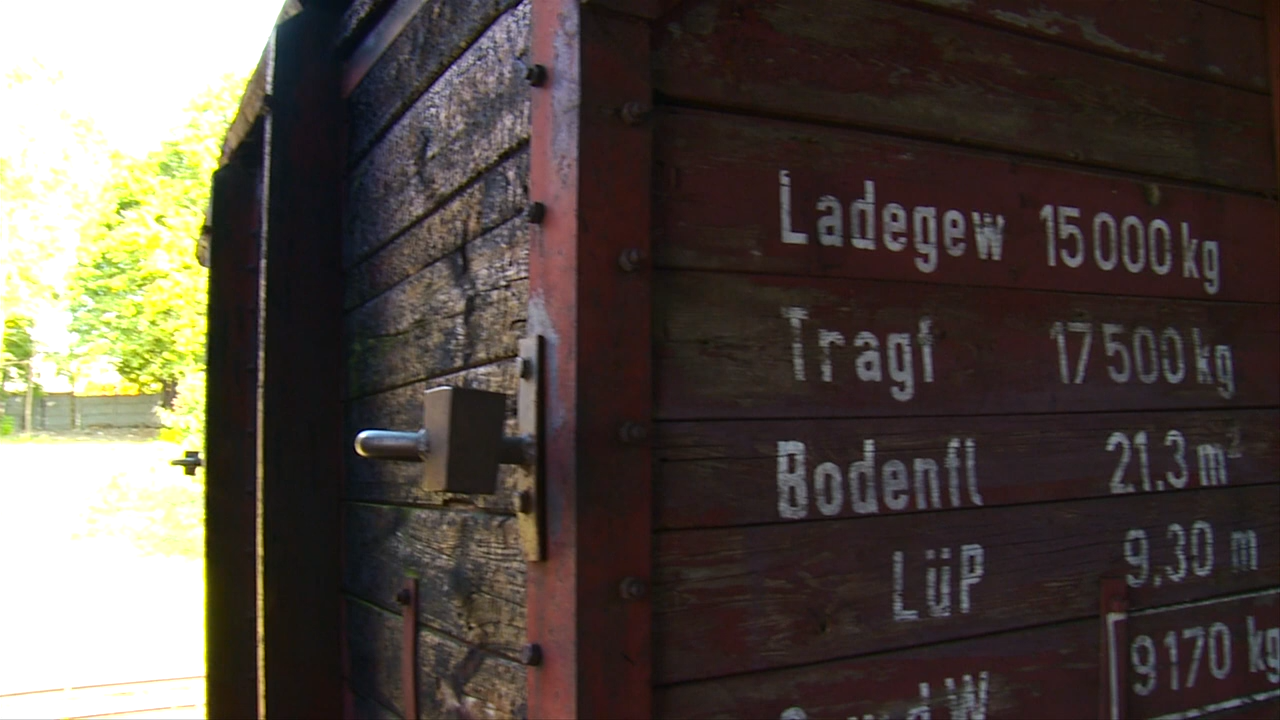 Ladegew 15000 kg
Tragf 17500 kg
Bodenfl 21.3 m²
LüP 9.30 m
9170 kg
d W